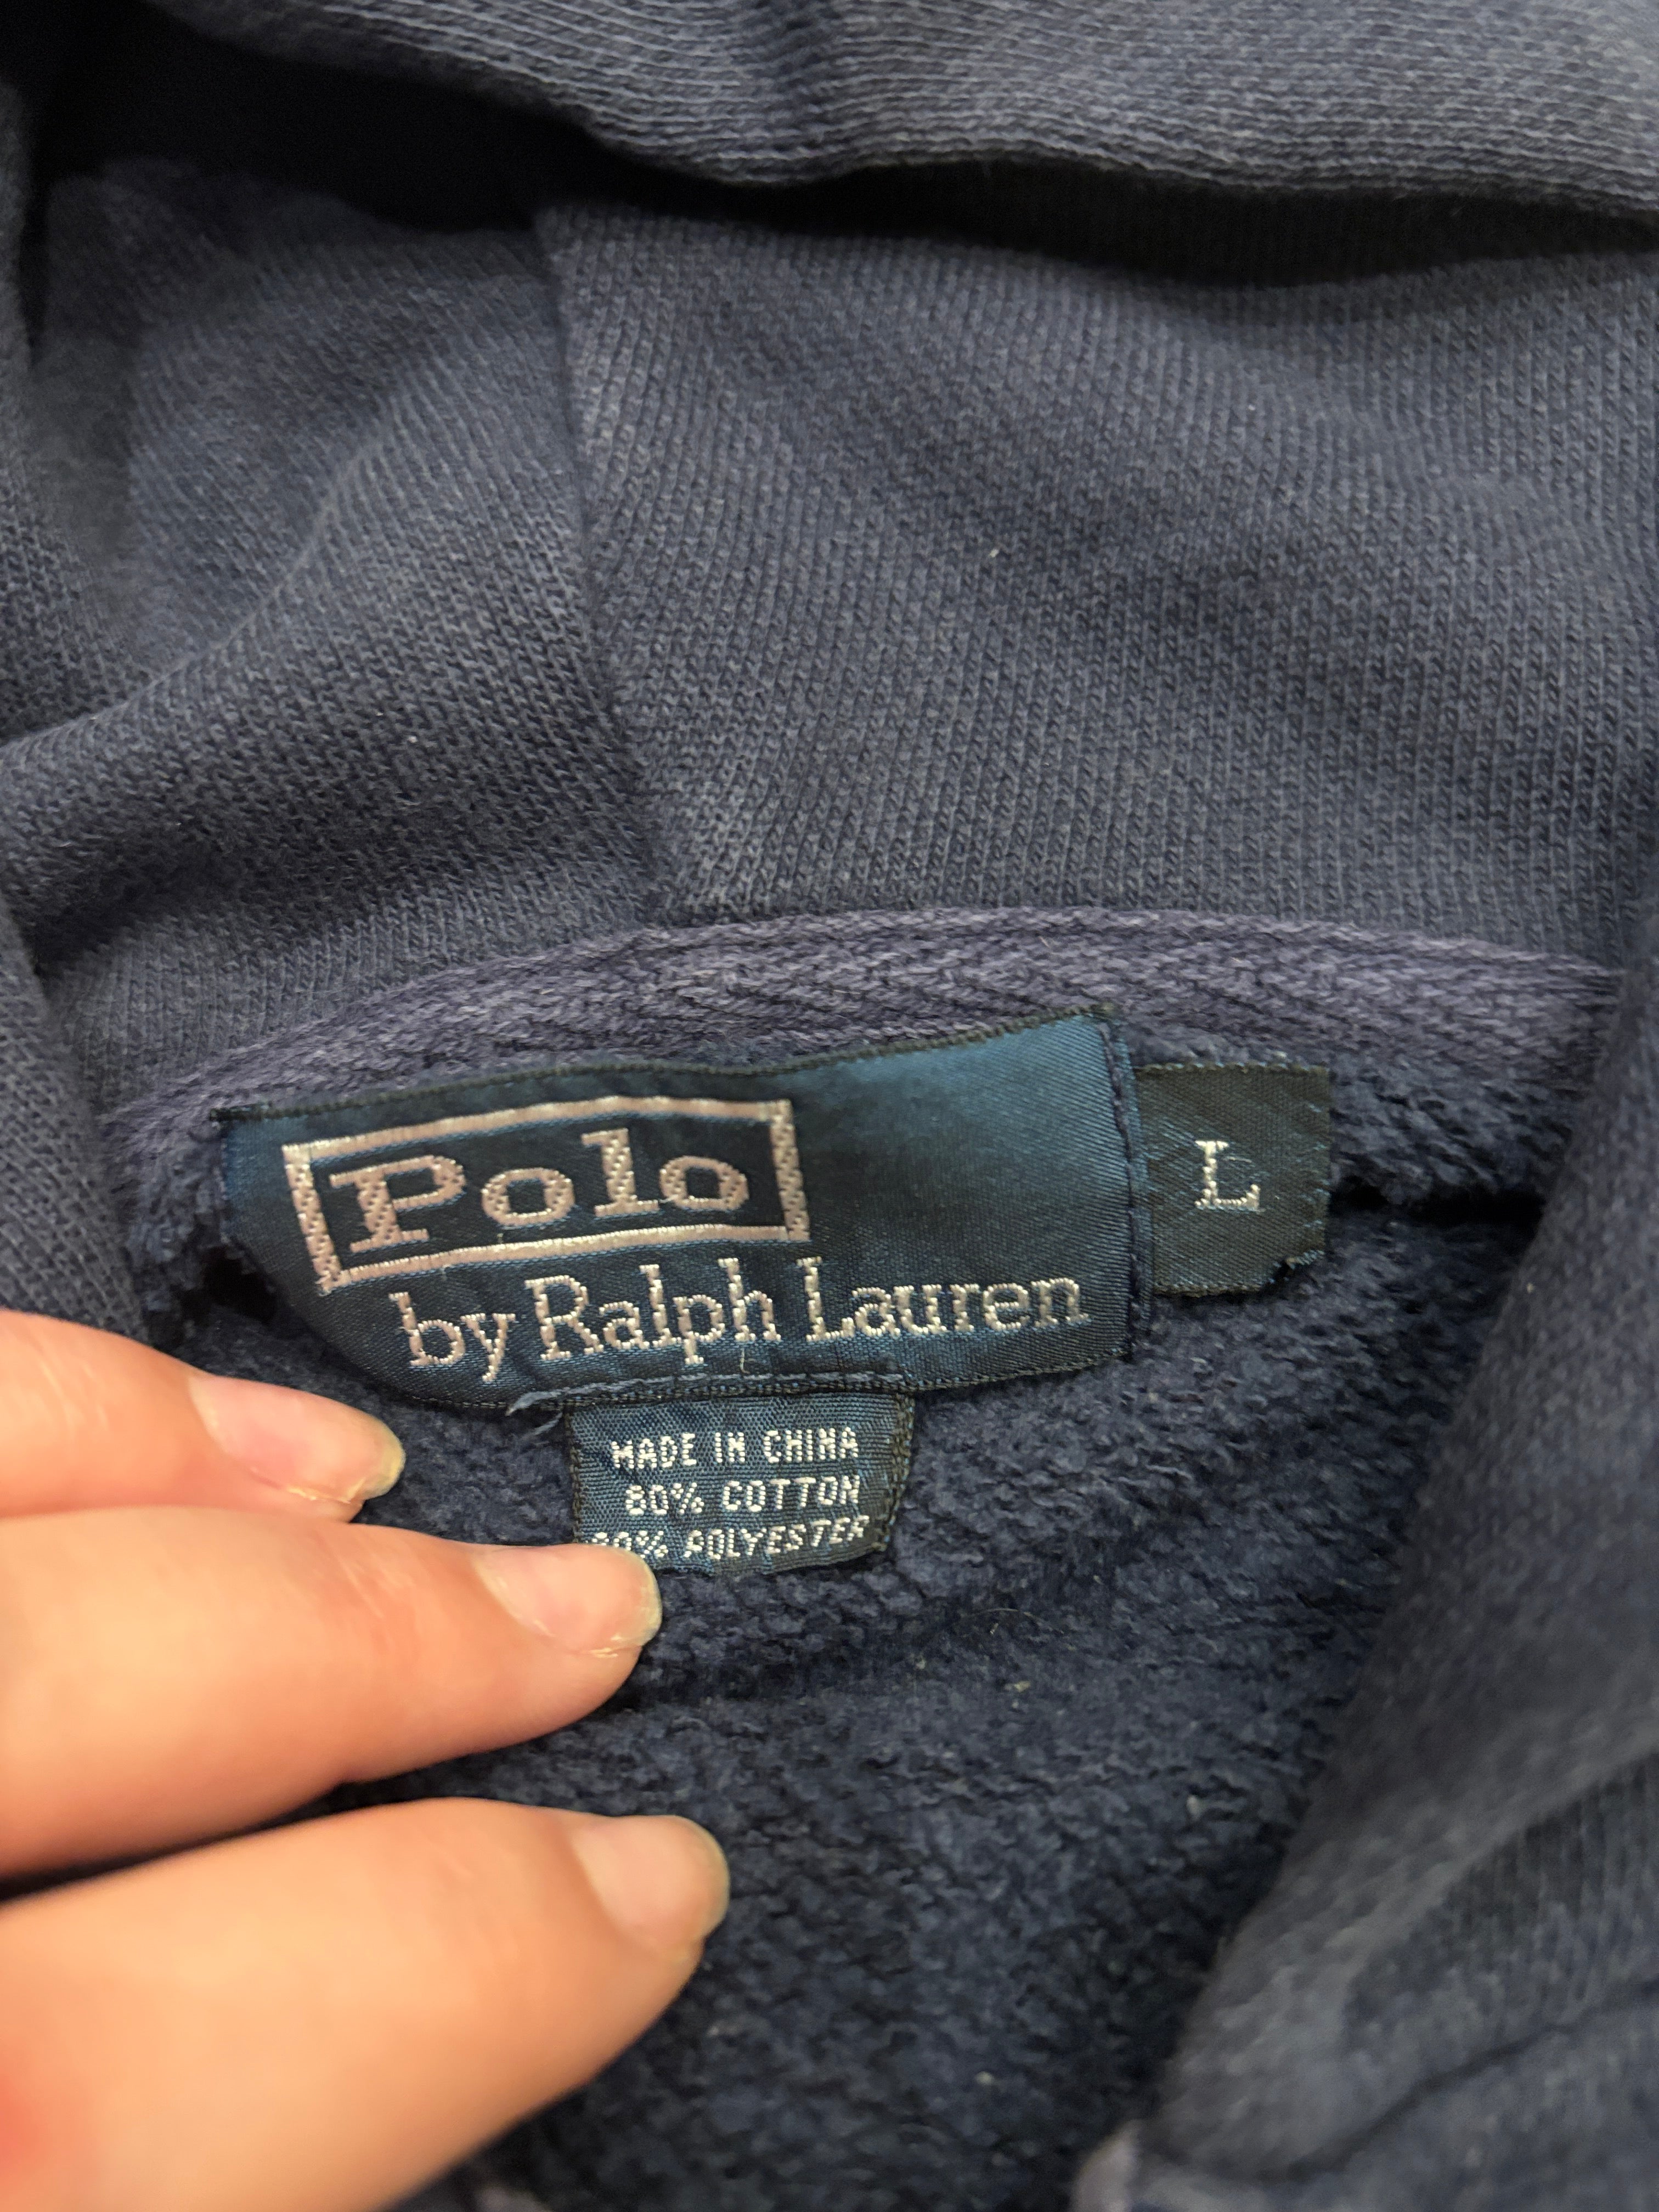 Polo
by Ralph Lauren
L
MADE IN CHINA
80% COTTON
POLYESTER